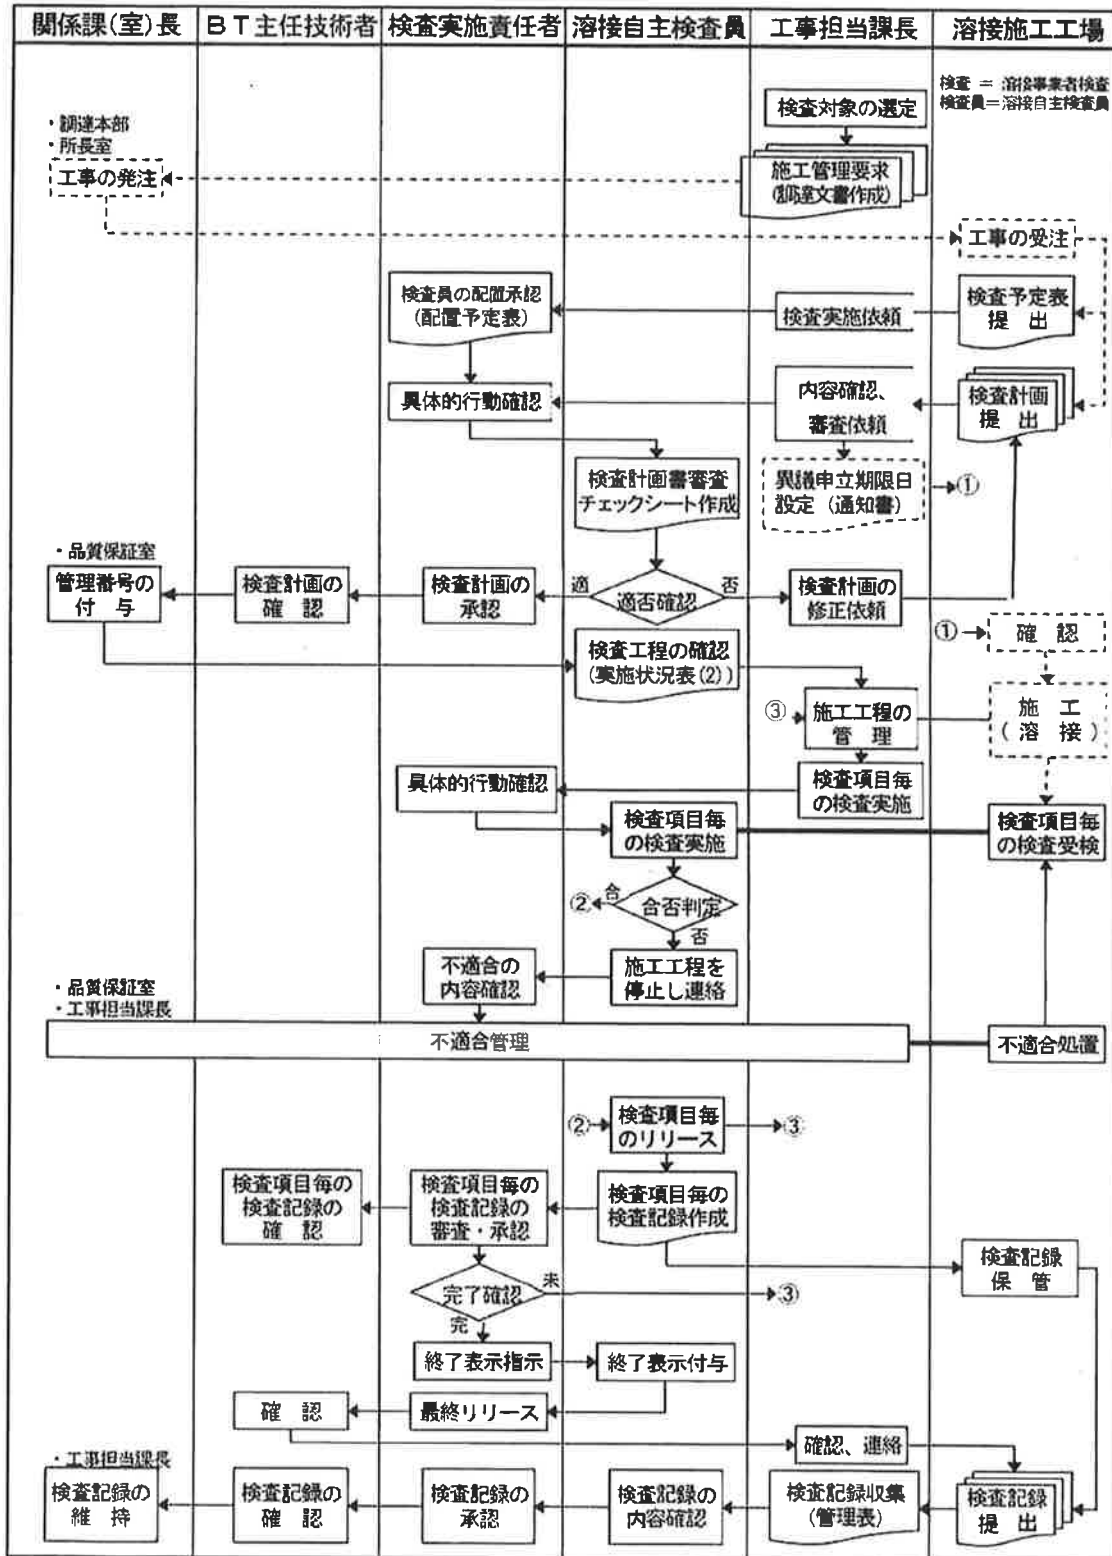 関係課(室)長 BT主任技術者 検査実施責任者 溶接自主検査員 工事担当課長 溶接施工工場
検査 = 溶接事業者検査
検査員=溶接自主検査員
検査対象の選定
・調達本部
・所長室
工事の発注
施工管理要求
(調達文書作成)
工事の受注
検査員の配置承認
(配置予定表)
検査実施依頼
検査予定表
提 出
具体的行動確認
内容確認、
審査依頼
検査計画
提 出
検査計画書審査
チェックシート作成
異議申立期限日
設定(通知書)
①
・品質保証室
管理番号の
付 与
検査計画の
確 認
検査計画の
承認
適
適否確認
否
検査計画の
修正依頼
①
確 認
検査工程の確認
(実施状況表(2))
③
施工工程の
管 理
施 工
(溶 接)
具体的行動確認
検査項目毎
の検査実施
検査項目毎
の検査実施
検査項目毎
の検査受検
②
合
合否判定
否
不適合の
内容確認
施工工程を
停止し連絡
・品質保証室
・工事担当課長
不適合管理
不適合処置
②
検査項目毎
のリリース
③
検査項目毎の
検査記録の
確 認
検査項目毎の
検査記録の
審査・承認
検査項目毎の
検査記録作成
検査記録
保 管
完了確認
未
③
完
終了表示指示
終了表示付与
確 認
最終リリース
確認、連絡
・工事担当課長
検査記録の
維 持
検査記録の
確 認
検査記録の
承認
検査記録の
内容確認
検査記録収集
(管理表)
検査記録
提 出